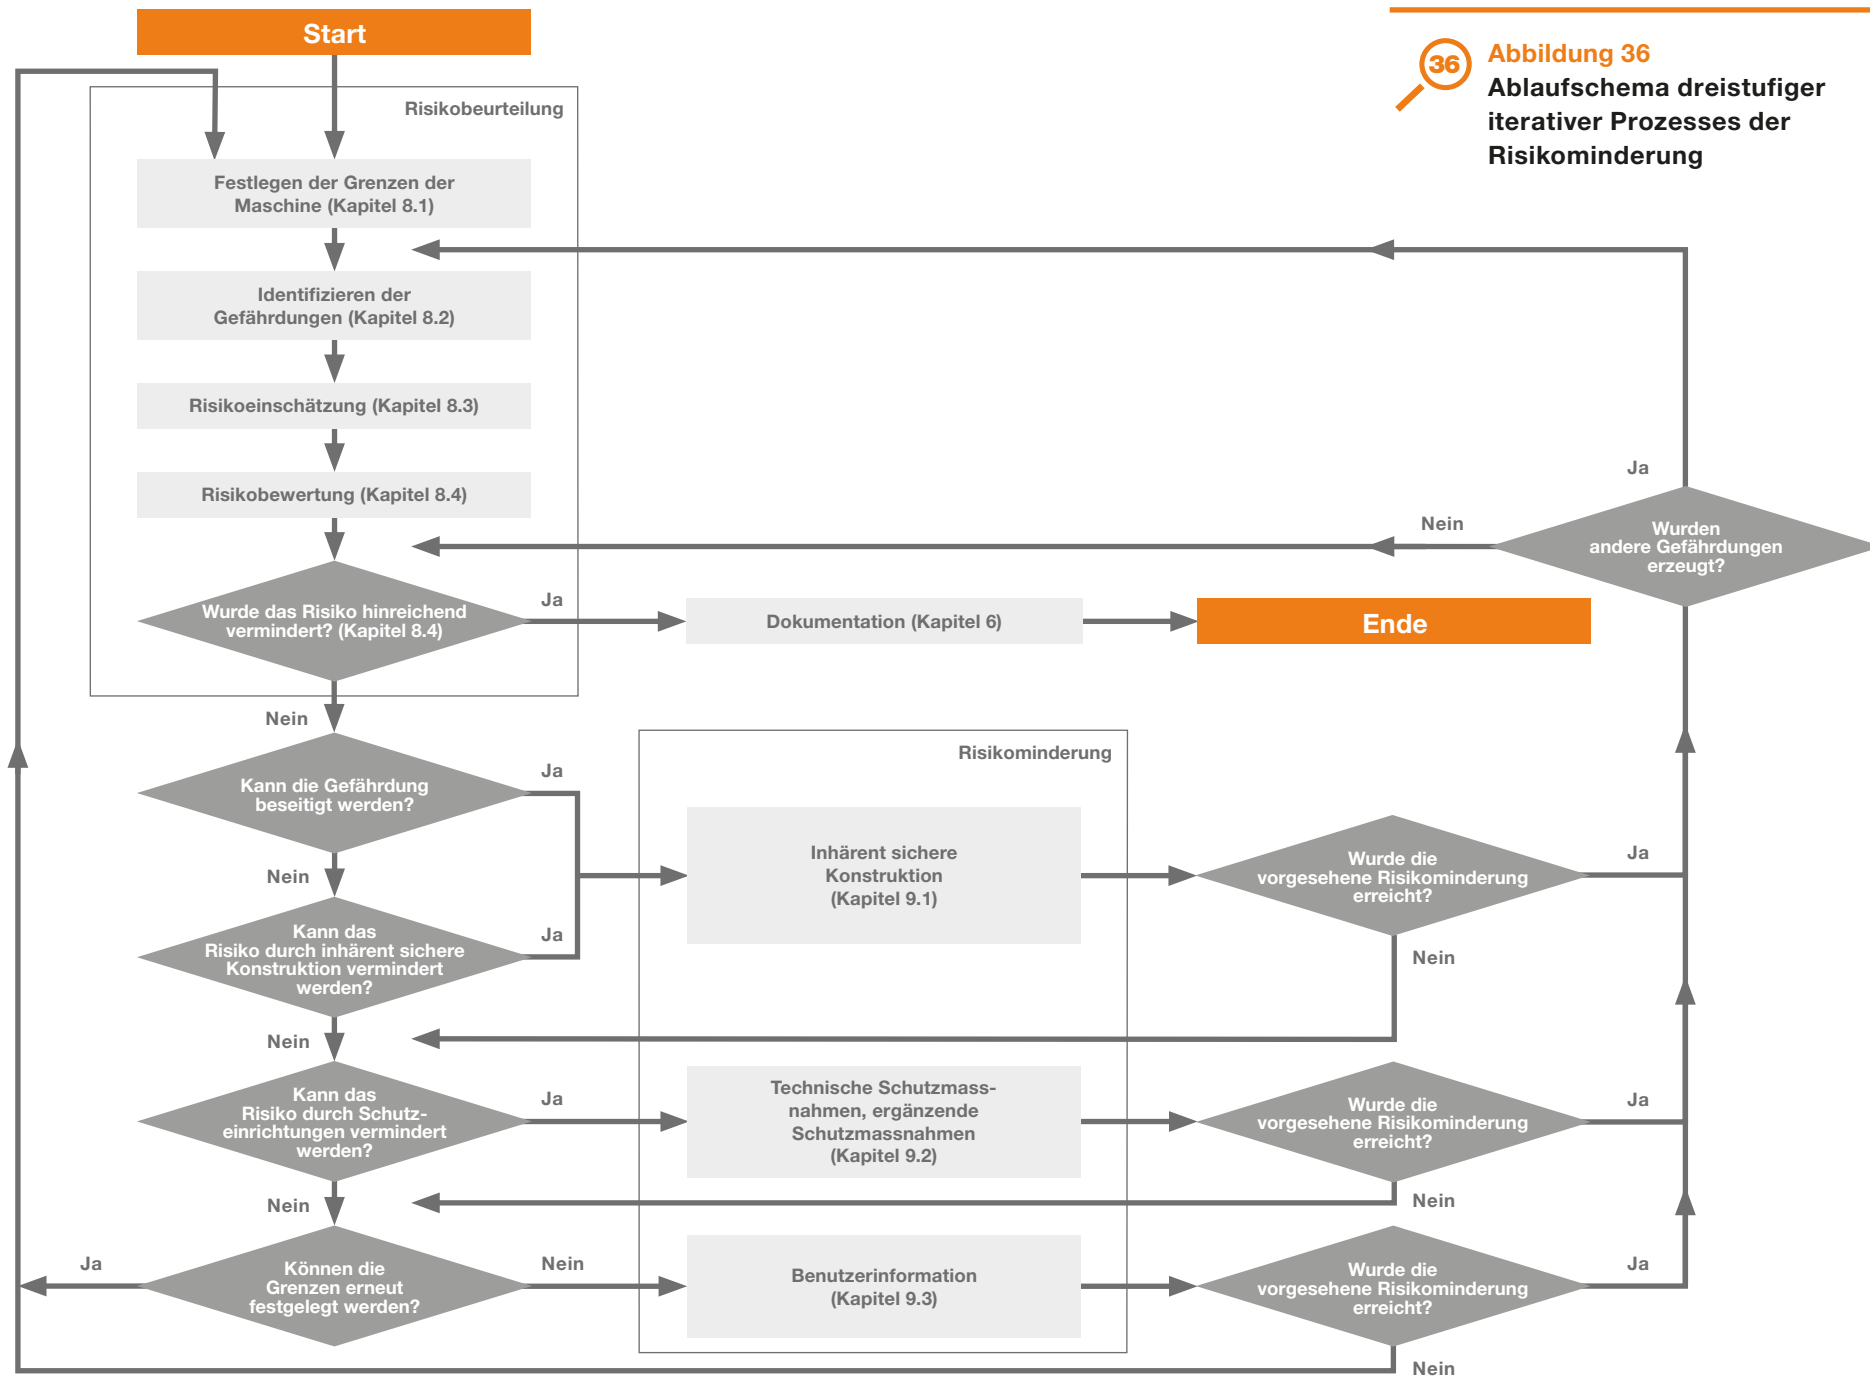 Start
36
Abbildung 36
Ablaufschema dreistufiger
iterativer Prozesses der
Risikominderung
Risikobeurteilung
Festlegen der Grenzen der
Maschine (Kapitel 8.1)
Identifizieren der
Gefährdungen (Kapitel 8.2)
Risikoeinschätzung (Kapitel 8.3)
Risikobewertung (Kapitel 8.4)
Ja
Nein
Wurden
andere Gefährdungen
erzeugt?
Wurde das Risiko hinreichend
vermindert? (Kapitel 8.4)
Ja
Dokumentation (Kapitel 6)
Ende
Nein
Risikominderung
Kann die Gefährdung
beseitigt werden?
Ja
Nein
Inhärent sichere
Konstruktion
(Kapitel 9.1)
Wurde die
vorgesehene Risikominderung
erreicht?
Ja
Kann das
Risiko durch inhärent sichere
Konstruktion vermindert
werden?
Ja
Nein
Nein
Kann das
Risiko durch Schutz-
einrichtungen vermindert
werden?
Ja
Technische Schutzmass-
nahmen, ergänzende
Schutzmassnahmen
(Kapitel 9.2)
Wurde die
vorgesehene Risikominderung
erreicht?
Ja
Nein
Nein
Ja
Können die
Grenzen erneut
festgelegt werden?
Nein
Benutzerinformation
(Kapitel 9.3)
Wurde die
vorgesehene Risikominderung
erreicht?
Ja
Nein